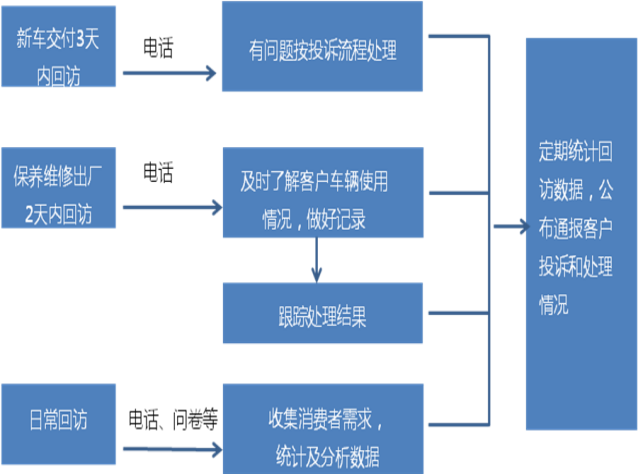 新车交付3天
内回访
电话
有问题按投诉流程处理
保养维修出厂
2天内回访
电话
及时了解客户车辆使用
情况，做好记录
跟踪处理结果
日常回访
电话、问卷等
收集消费者需求，
统计及分析数据
定期统计回
访数据，公
布通报客户
投诉和处理
情况